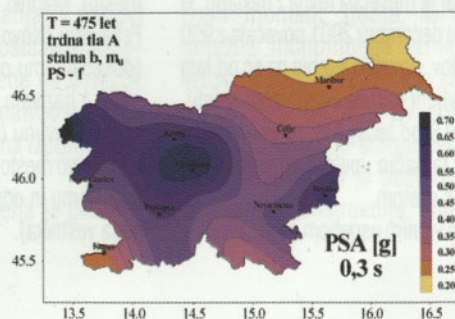 T = 475 let
trdna tla A
stalna b, m₀
PS - f
46.5
46.0
45.5
Maribor
Celje
Kranj
Ljubljana
Gorica
Postojna
Novo mesto
Koper
PSA [g]
0,3 s
0.70
0.65
0.60
0.55
0.50
0.45
0.40
0.35
0.30
0.25
0.20
13.5 14.0 14.5 15.0 15.5 16.0 16.5